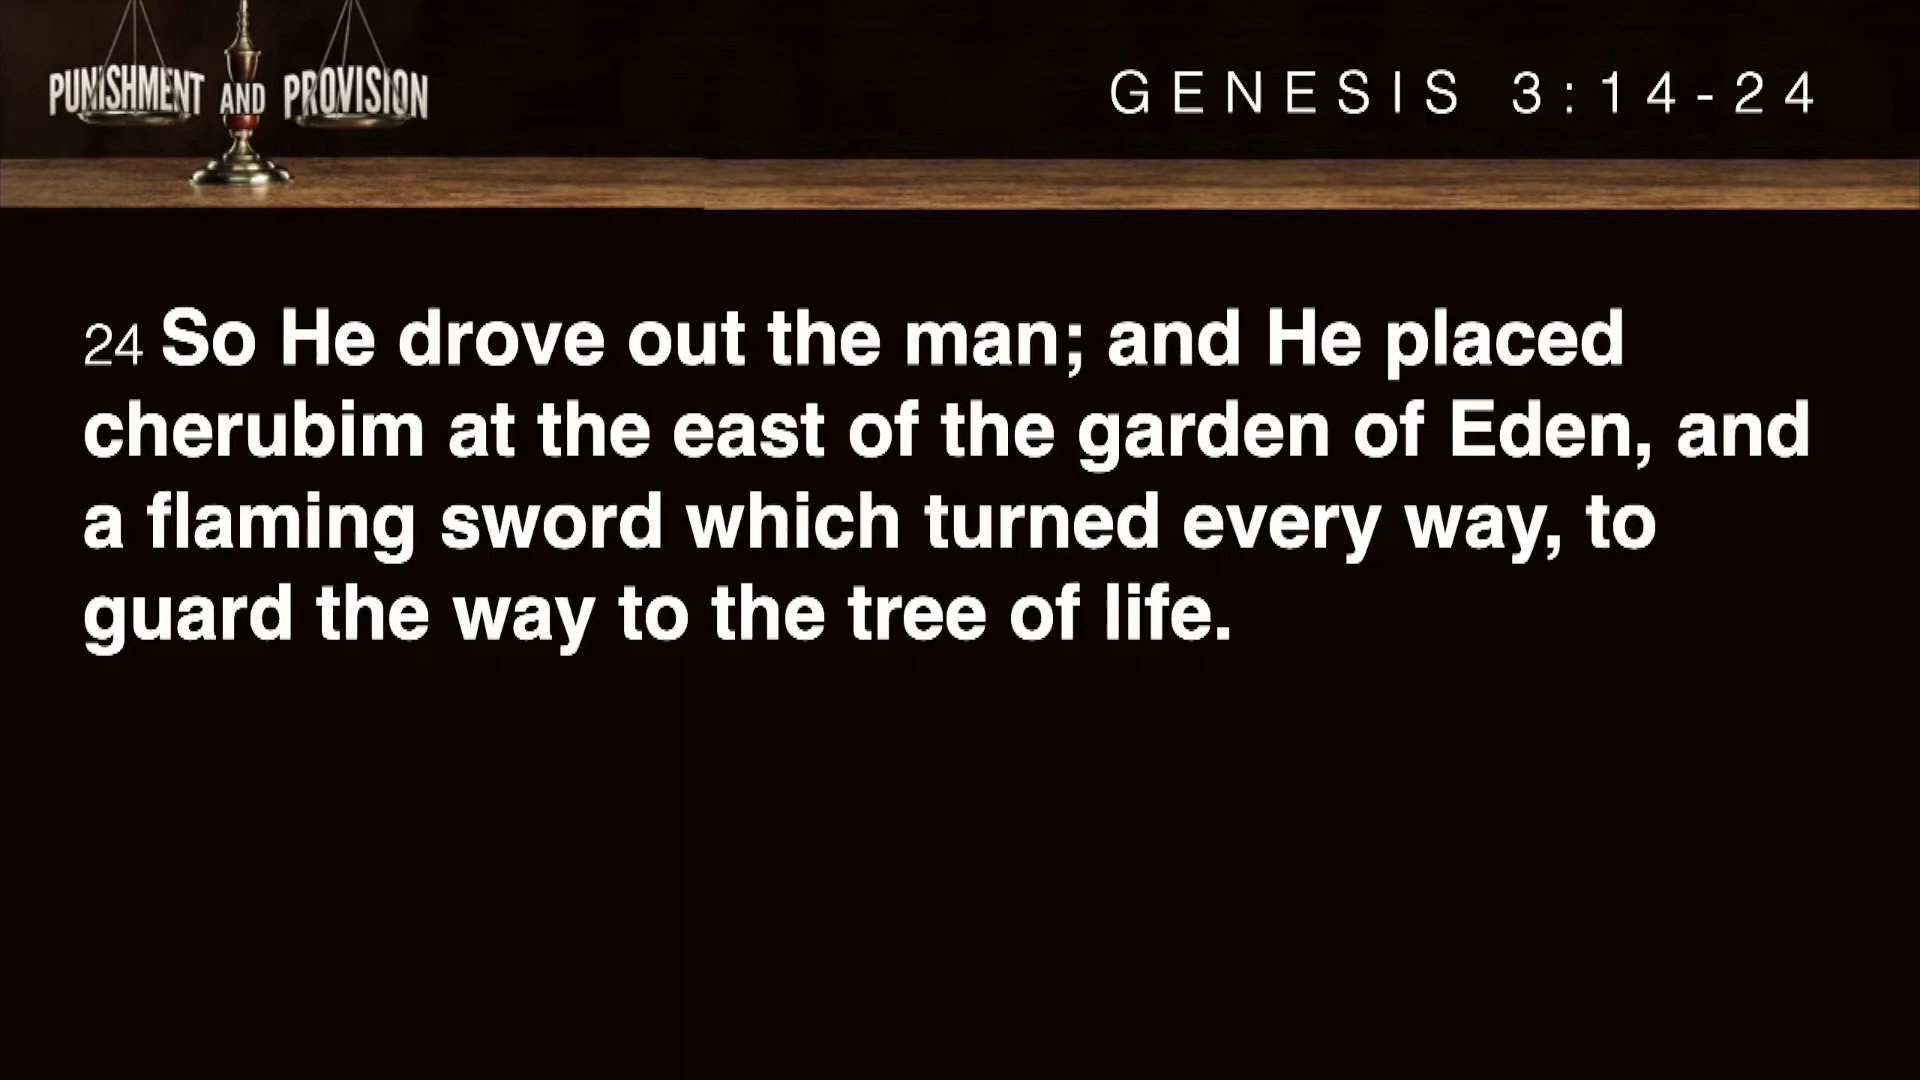 PUNISHMENT AND PROVISION
GENESIS 3:14-24
24 So He drove out the man; and He placed
cherubim at the east of the garden of Eden, and
a flaming sword which turned every way, to
guard the way to the tree of life.